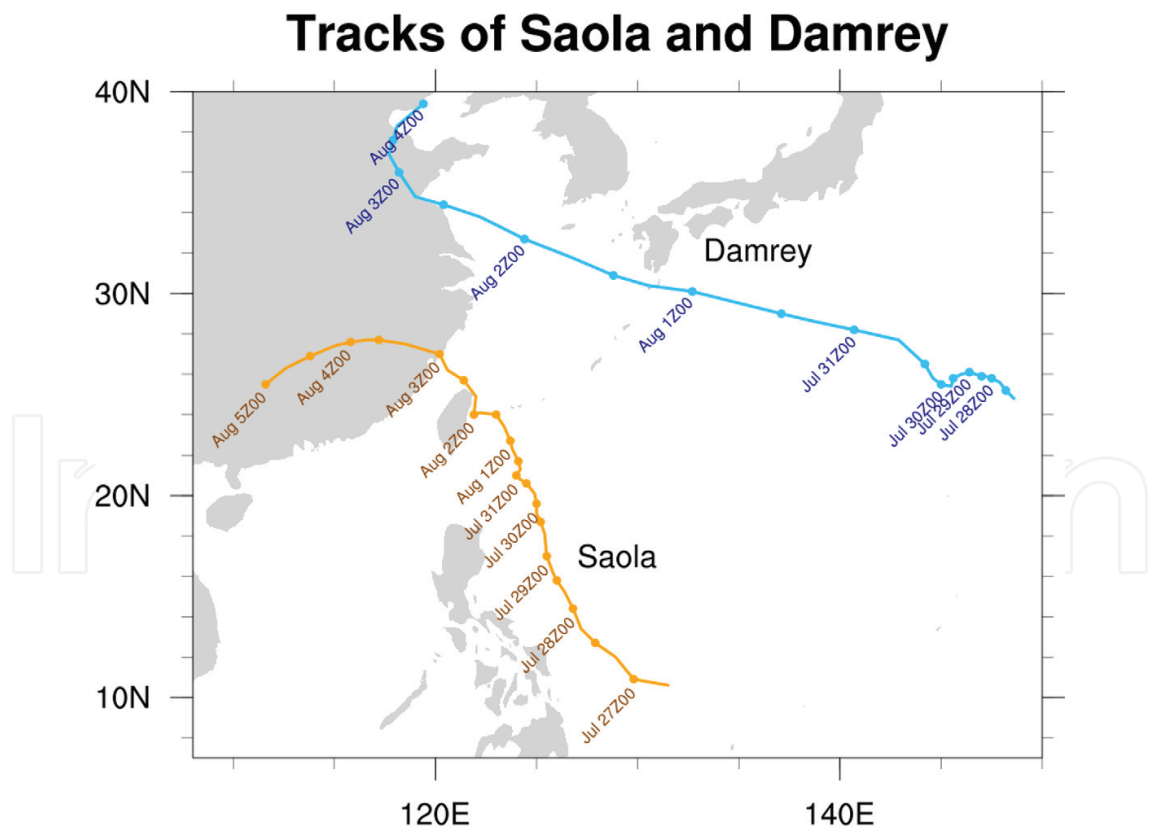 Tracks of Saola and Damrey
40N
30N
20N
10N
120E
140E
Damrey
Saola
Aug 4Z00
Aug 3Z00
Aug 2Z00
Aug 1Z00
Jul 31Z00
Jul 30Z00
Jul 29Z00
Jul 28Z00
Aug 5Z00
Aug 4Z00
Aug 3Z00
Aug 2Z00
Aug 1Z00
Jul 31Z00
Jul 30Z00
Jul 29Z00
Jul 28Z00
Jul 27Z00